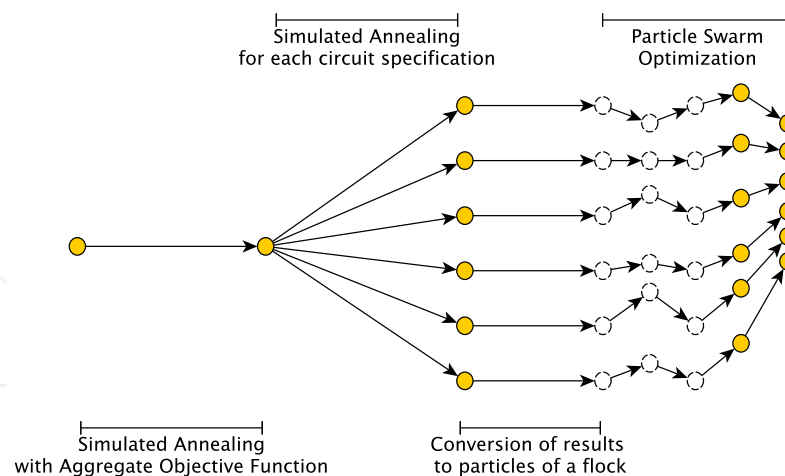 Simulated Annealing
for each circuit specification
Particle Swarm
Optimization
Simulated Annealing
with Aggregate Objective Function
Conversion of results
to particles of a flock